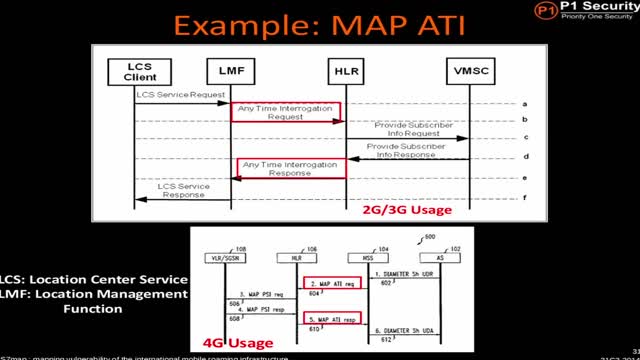 Example: MAP ATI
P1 Security
Priority One Security
LCS Client
LMF
HLR
VMSC
LCS Service Request
a
Any Time Interrogation Request
b
Provide Subscriber Info Request
c
Provide Subscriber Info Response
d
Any Time Interrogation Response
e
LCS Service Response
f
2G/3G Usage
600
108
106
104
102
VLR/SGSN
HLR
HSS
AS
1. DIAMETER Sh UDR
602
2. MAP ATI req
604
3. MAP PSI req
606
4. MAP PSI resp
608
5. MAP ATI resp
610
6. DIAMETER Sh UDA
612
4G Usage
LCS: Location Center Service
LMF: Location Management
Function
31
S7map : mapping vulnerability of the international mobile roaming infrastructure
31C3 2014